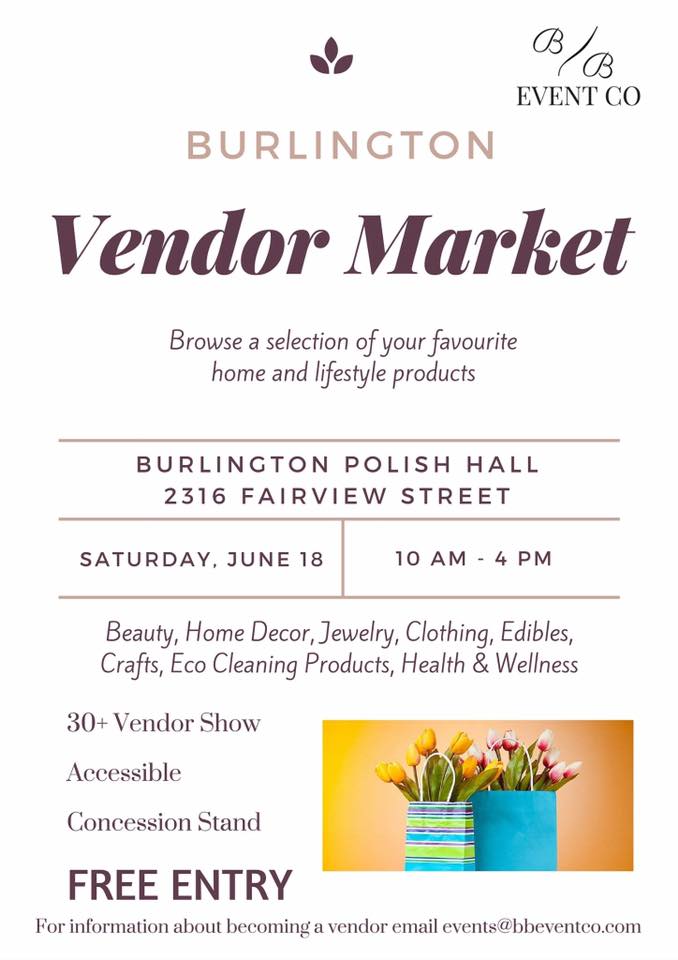 B/B
EVENT CO
BURLINGTON
Vendor Market
Browse a selection of your favourite
home and lifestyle products
BURLINGTON POLISH HALL
2316 FAIRVIEW STREET
SATURDAY, JUNE 18
10 AM - 4 PM
Beauty, Home Decor, Jewelry, Clothing, Edibles,
Crafts, Eco Cleaning Products, Health & Wellness
30+ Vendor Show
Accessible
Concession Stand
FREE ENTRY
For information about becoming a vendor email events@bbeventco.com